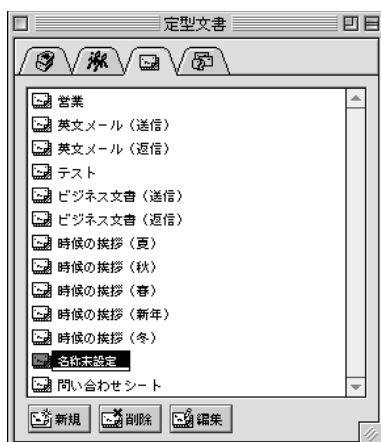 定型文書
営業
英文メール（送信）
英文メール（返信）
テスト
ビジネス文書（送信）
ビジネス文書（返信）
時候の挨拶（夏）
時候の挨拶（秋）
時候の挨拶（春）
時候の挨拶（新年）
時候の挨拶（冬）
名称未設定
問い合わせシート
新規 削除 編集